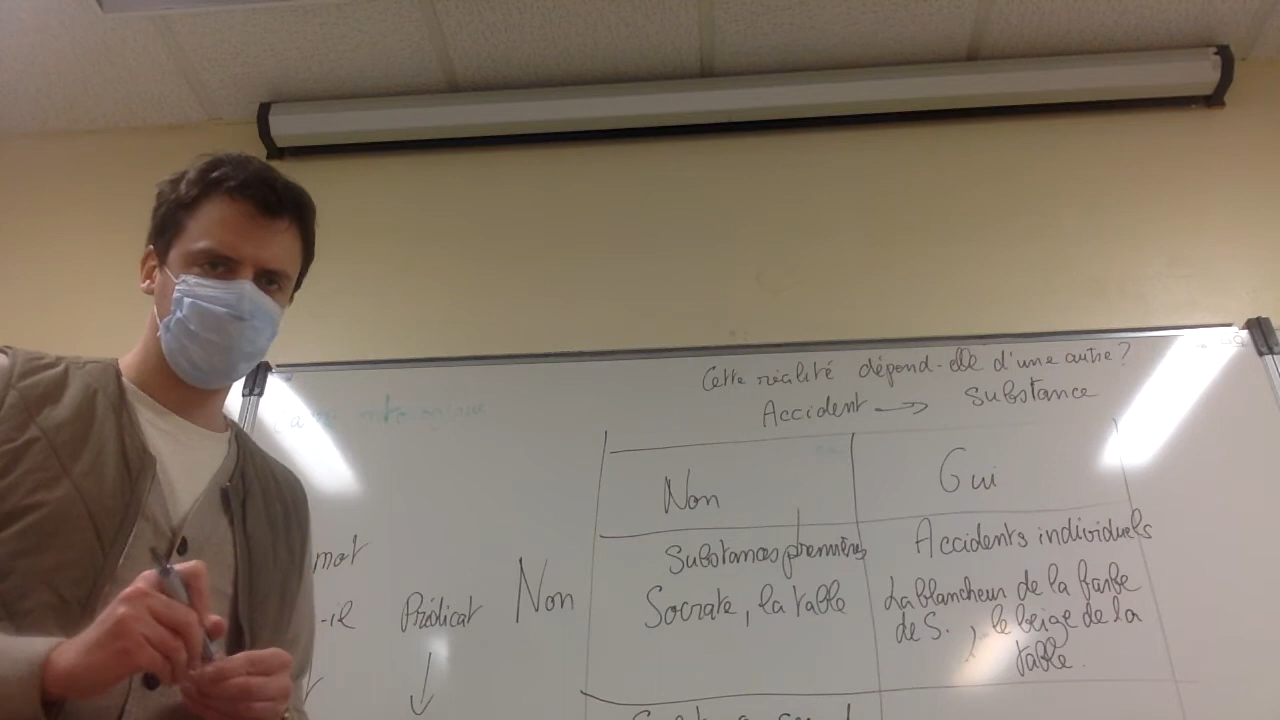 Cette réalité dépend-elle d'une autre ?
Accident → Substance
Non
Oui
mot
-il
Prédicat
Non
Substances premières
Socrate, la table
Accidents individuels
La blancheur de la barbe
de S., le beige de la
table.